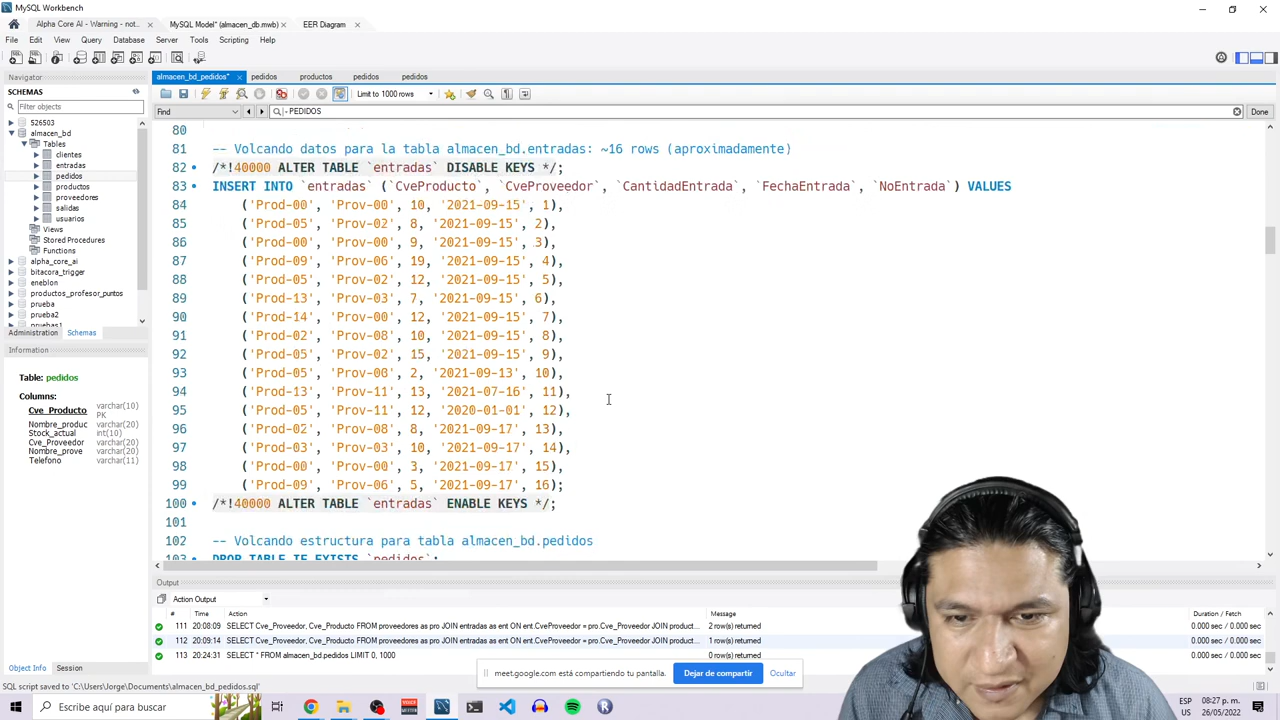 MySQL Workbench
Alpha Core AI - Warning - not...
MySQL Model* (almacen_db.mwb)
EER Diagram
File Edit View Query Database Server Tools Scripting Help
Navigator
almacen_bd_pedidos* pedidos productos pedidos pedidos
SCHEMAS
Limit to 1000 rows
Filter objects
Find
PEDIDOS
Done
526503
almacen_bd
Tables
clientes
entradas
pedidos
productos
proveedores
salidas
usuarios
Views
Stored Procedures
Functions
alpha_core_ai
bitacora_trigger
eneblon
productos_profesor_puntos
prueba
prueba2
pruebas1
Administration Schemas
Information
Table: pedidos
Columns:
Cve_Producto varchar(10)
PK
Nombre_produc varchar(20)
Stock_actual int(10)
Cve_Proveedor varchar(20)
Nombre_prove varchar(20)
Telefono varchar(11)
Object Info Session
80
81 -- Volcando datos para la tabla almacen_bd.entradas: ~16 rows (aproximadamente)
82 /*!40000 ALTER TABLE `entradas` DISABLE KEYS */;
83 INSERT INTO `entradas` (`CveProducto`, `CveProveedor`, `CantidadEntrada`, `FechaEntrada`, `NoEntrada`) VALUES
84 ('Prod-00', 'Prov-00', 10, '2021-09-15', 1),
85 ('Prod-05', 'Prov-02', 8, '2021-09-15', 2),
86 ('Prod-00', 'Prov-00', 9, '2021-09-15', 3),
87 ('Prod-09', 'Prov-06', 19, '2021-09-15', 4),
88 ('Prod-05', 'Prov-02', 12, '2021-09-15', 5),
89 ('Prod-13', 'Prov-03', 7, '2021-09-15', 6),
90 ('Prod-14', 'Prov-00', 12, '2021-09-15', 7),
91 ('Prod-02', 'Prov-08', 10, '2021-09-15', 8),
92 ('Prod-05', 'Prov-02', 15, '2021-09-15', 9),
93 ('Prod-05', 'Prov-08', 2, '2021-09-13', 10),
94 ('Prod-13', 'Prov-11', 13, '2021-07-16', 11),
95 ('Prod-05', 'Prov-11', 12, '2020-01-01', 12),
96 ('Prod-02', 'Prov-08', 8, '2021-09-17', 13),
97 ('Prod-03', 'Prov-03', 10, '2021-09-17', 14),
98 ('Prod-00', 'Prov-00', 3, '2021-09-17', 15),
99 ('Prod-09', 'Prov-06', 5, '2021-09-17', 16);
100 /*!40000 ALTER TABLE `entradas` ENABLE KEYS */;
101
102 -- Volcando estructura para tabla almacen_bd.pedidos
103 DROP TABLE IF EXISTS `pedidos`;
Output
Action Output
# Time Action Message Duration / Fetch
111 20:08:09 SELECT Cve_Proveedor, Cve_Producto FROM proveedores as pro JOIN entradas as ent ON ent.CveProveedor = pro.Cve_Proveedor JOIN product... 2 row(s) returned 0.000 sec / 0.000 sec
112 20:09:14 SELECT Cve_Proveedor, Cve_Producto FROM proveedores as pro JOIN entradas as ent ON ent.CveProveedor = pro.Cve_Proveedor JOIN product... 1 row(s) returned 0.000 sec / 0.000 sec
113 20:24:31 SELECT * FROM almacen_bd.pedidos LIMIT 0, 1000 0 row(s) returned 0.000 sec / 0.000 sec
meet.google.com está compartiendo tu pantalla.
Dejar de compartir
Ocultar
SQL script saved to 'C:\Users\Jorge\Documents\almacen_bd_pedidos.sql'
Escribe aquí para buscar
ESP
US
08:27 p. m.
26/05/2022